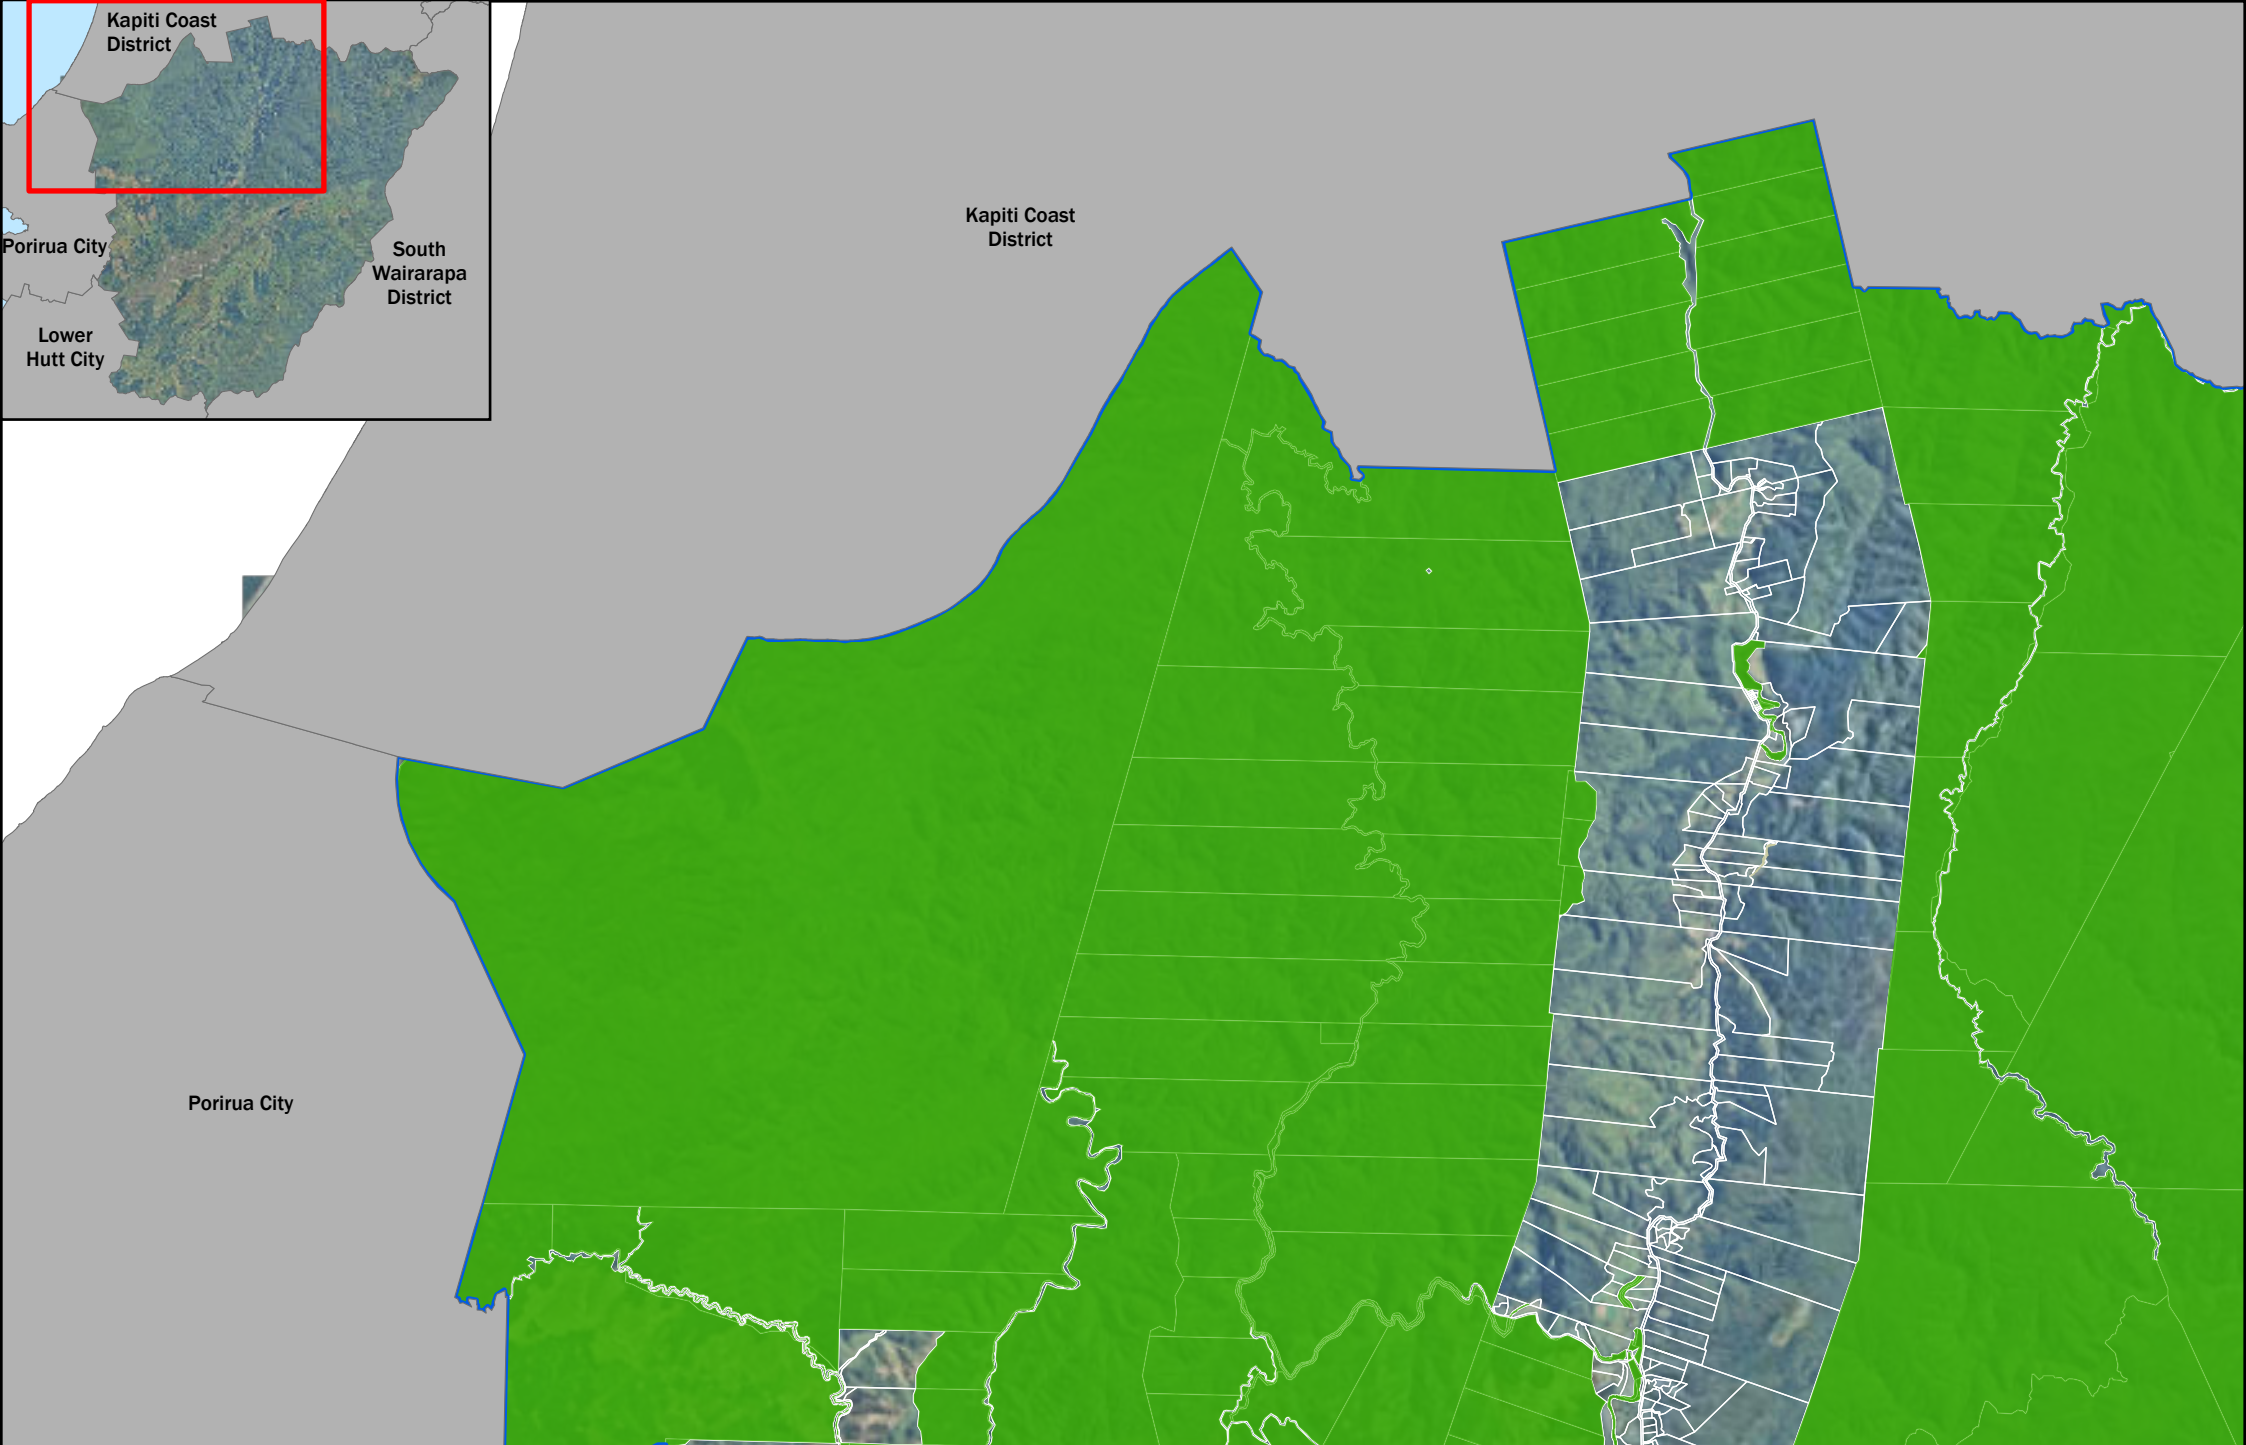 Kapiti Coast
District
Porirua City
South
Wairarapa
District
Lower
Hutt City
Kapiti Coast
District
Porirua City